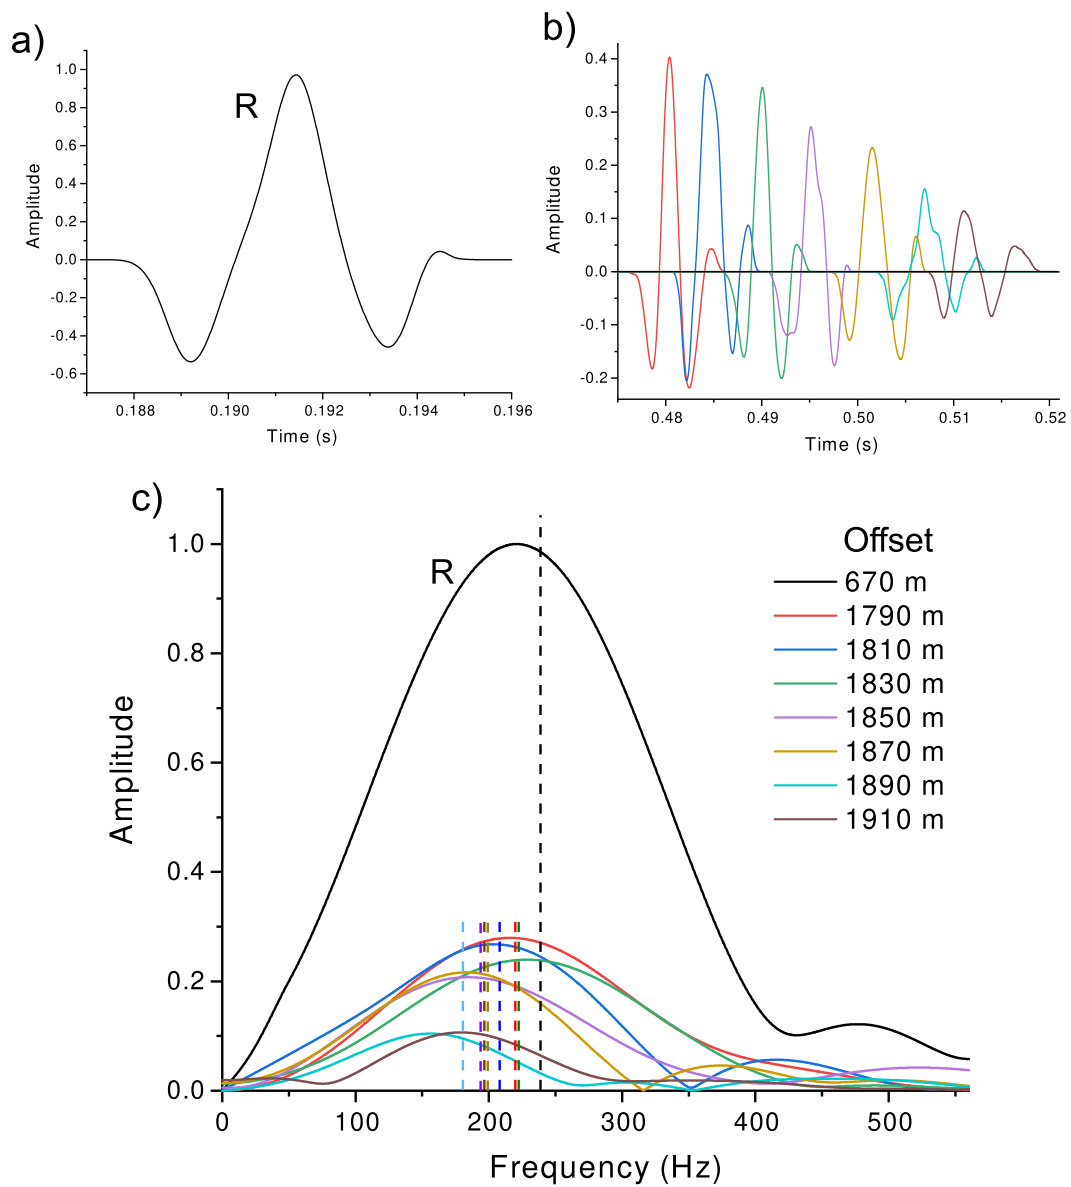 a)
R
Amplitude
1.0
0.8
0.6
0.4
0.2
0.0
-0.2
-0.4
-0.6
0.188 0.190 0.192 0.194 0.196
Time (s)
b)
Amplitude
0.4
0.3
0.2
0.1
0.0
-0.1
-0.2
0.48 0.49 0.50 0.51 0.52
Time (s)
c)
R
Amplitude
1.0
0.8
0.6
0.4
0.2
0.0
0 100 200 300 400 500
Frequency (Hz)
Offset
670 m
1790 m
1810 m
1830 m
1850 m
1870 m
1890 m
1910 m